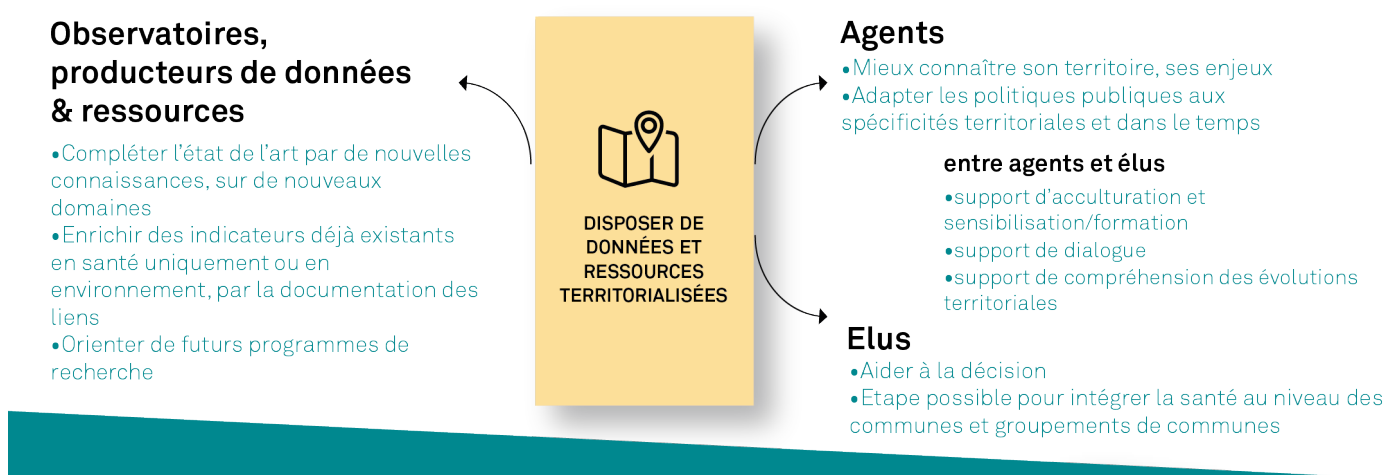 Observatoires,
producteurs de données
& ressources
•Compléter l'état de l'art par de nouvelles
connaissances, sur de nouveaux
domaines
•Enrichir des indicateurs déjà existants
en santé uniquement ou en
environnement, par la documentation des
liens
•Orienter de futurs programmes de
recherche
DISPOSER DE
DONNÉES ET
RESSOURCES
TERRITORIALISÉES
Agents
•Mieux connaître son territoire, ses enjeux
•Adapter les politiques publiques aux
spécificités territoriales et dans le temps
entre agents et élus
•support d'acculturation et
sensibilisation/formation
•support de dialogue
•support de compréhension des évolutions
territoriales
Elus
•Aider à la décision
•Etape possible pour intégrer la santé au niveau des
communes et groupements de communes